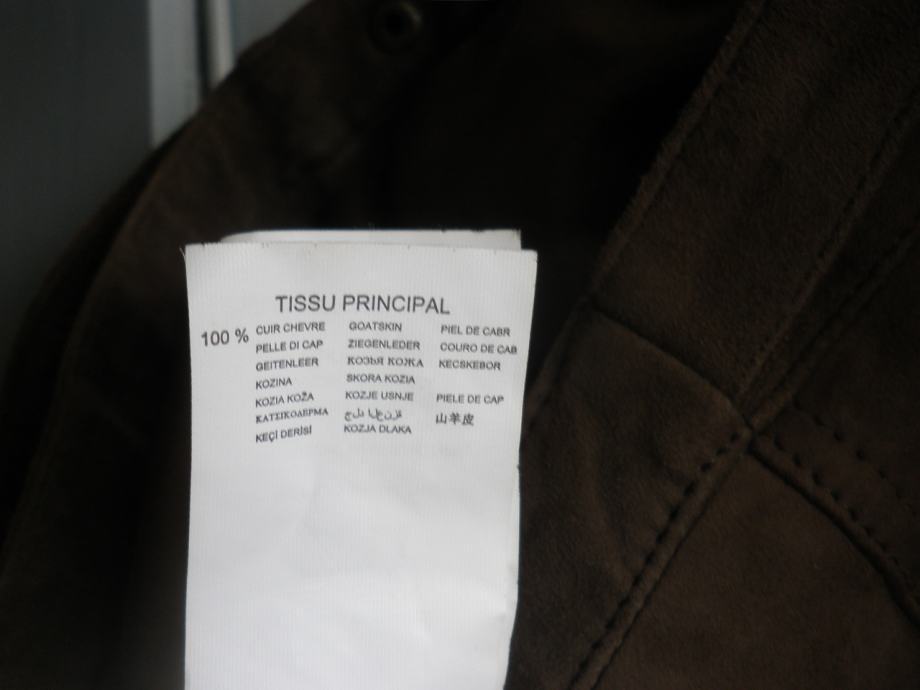 TISSU PRINCIPAL
100 % CUIR CHEVRE GOATSKIN PIEL DE CABR
PELLE DI CAP ZIEGENLEDER COURO DE CAB
GEITENLEER КОЗЬЯ КОЖА KECSKEBOR
KOZINA SKORA KOZIA
KOZIA KOŽA KOZJE USNJE PIELE DE CAP
ΚΑΤΣΙΚΟΔΕΡΜΑ 山羊皮
KEÇİ DERİSİ KOZJA DLAKA